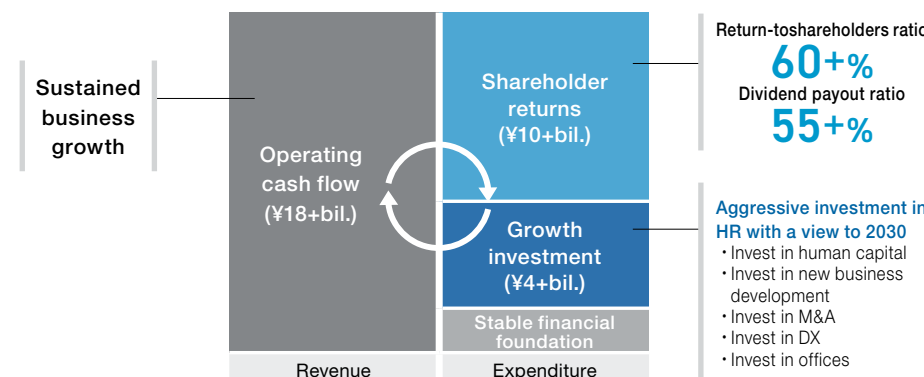 Sustained
business
growth
Operating
cash flow
(¥18+bil.)
Revenue
Shareholder
returns
(¥10+bil.)
Growth
investment
(¥4+bil.)
Stable financial
foundation
Expenditure
Return-toshareholders ratio
60+%
Dividend payout ratio
55+%
Aggressive investment in
HR with a view to 2030
・Invest in human capital
・Invest in new business
development
・Invest in M&A
・Invest in DX
・Invest in offices